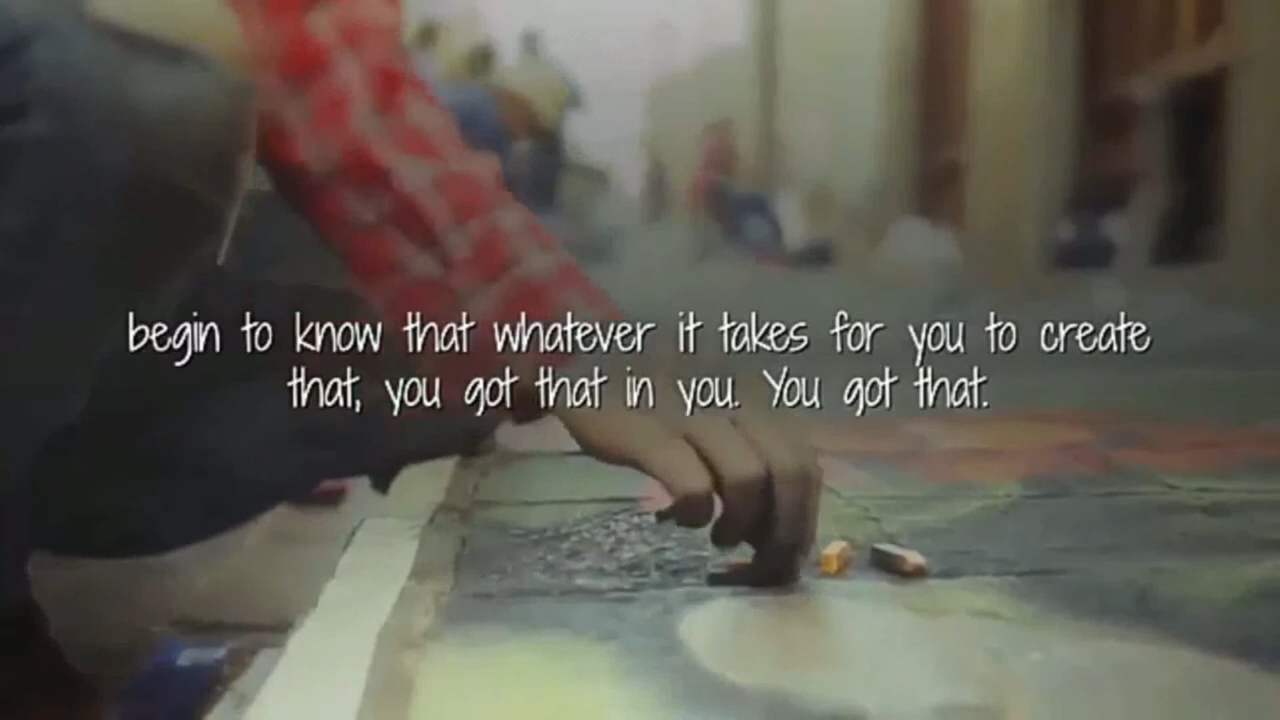 begin to know that whatever it takes for you to create
that, you got that in you. You got that.